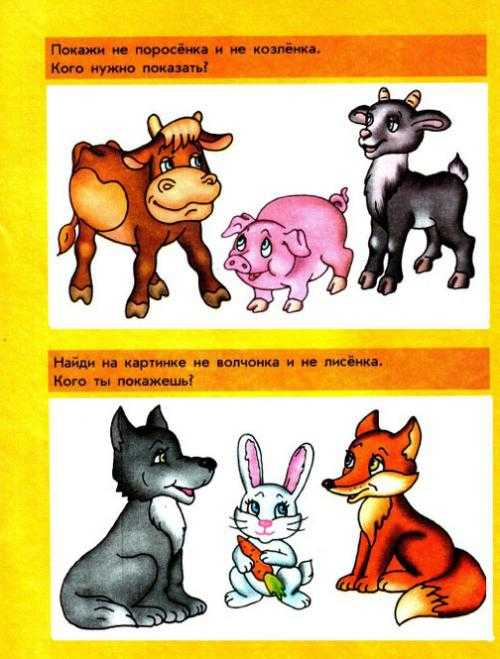 Покажи не поросёнка и не козлёнка.
Кого нужно показать?
Найди на картинке не волчонка и не лисёнка.
Кого ты покажешь?